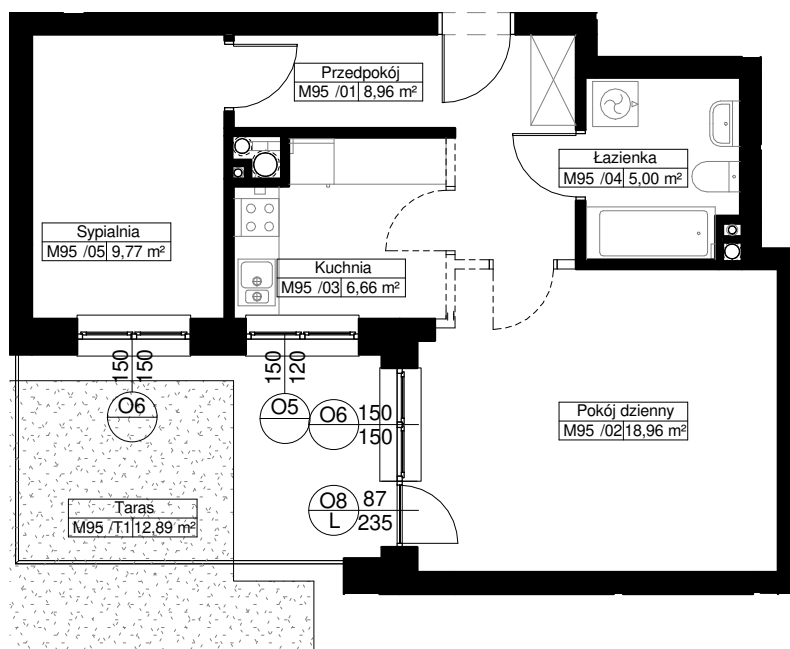 Przedpokój
M95 /01 8,96 m²
Łazienka
M95 /04 5,00 m²
Sypialnia
M95 /05 9,77 m²
Kuchnia
M95 /03 6,66 m²
150
150
O6
150
120
O5
O6
150
150
Pokój dzienny
M95 /02 18,96 m²
O8
L
87
235
Taras
M95 /T1 12,89 m²